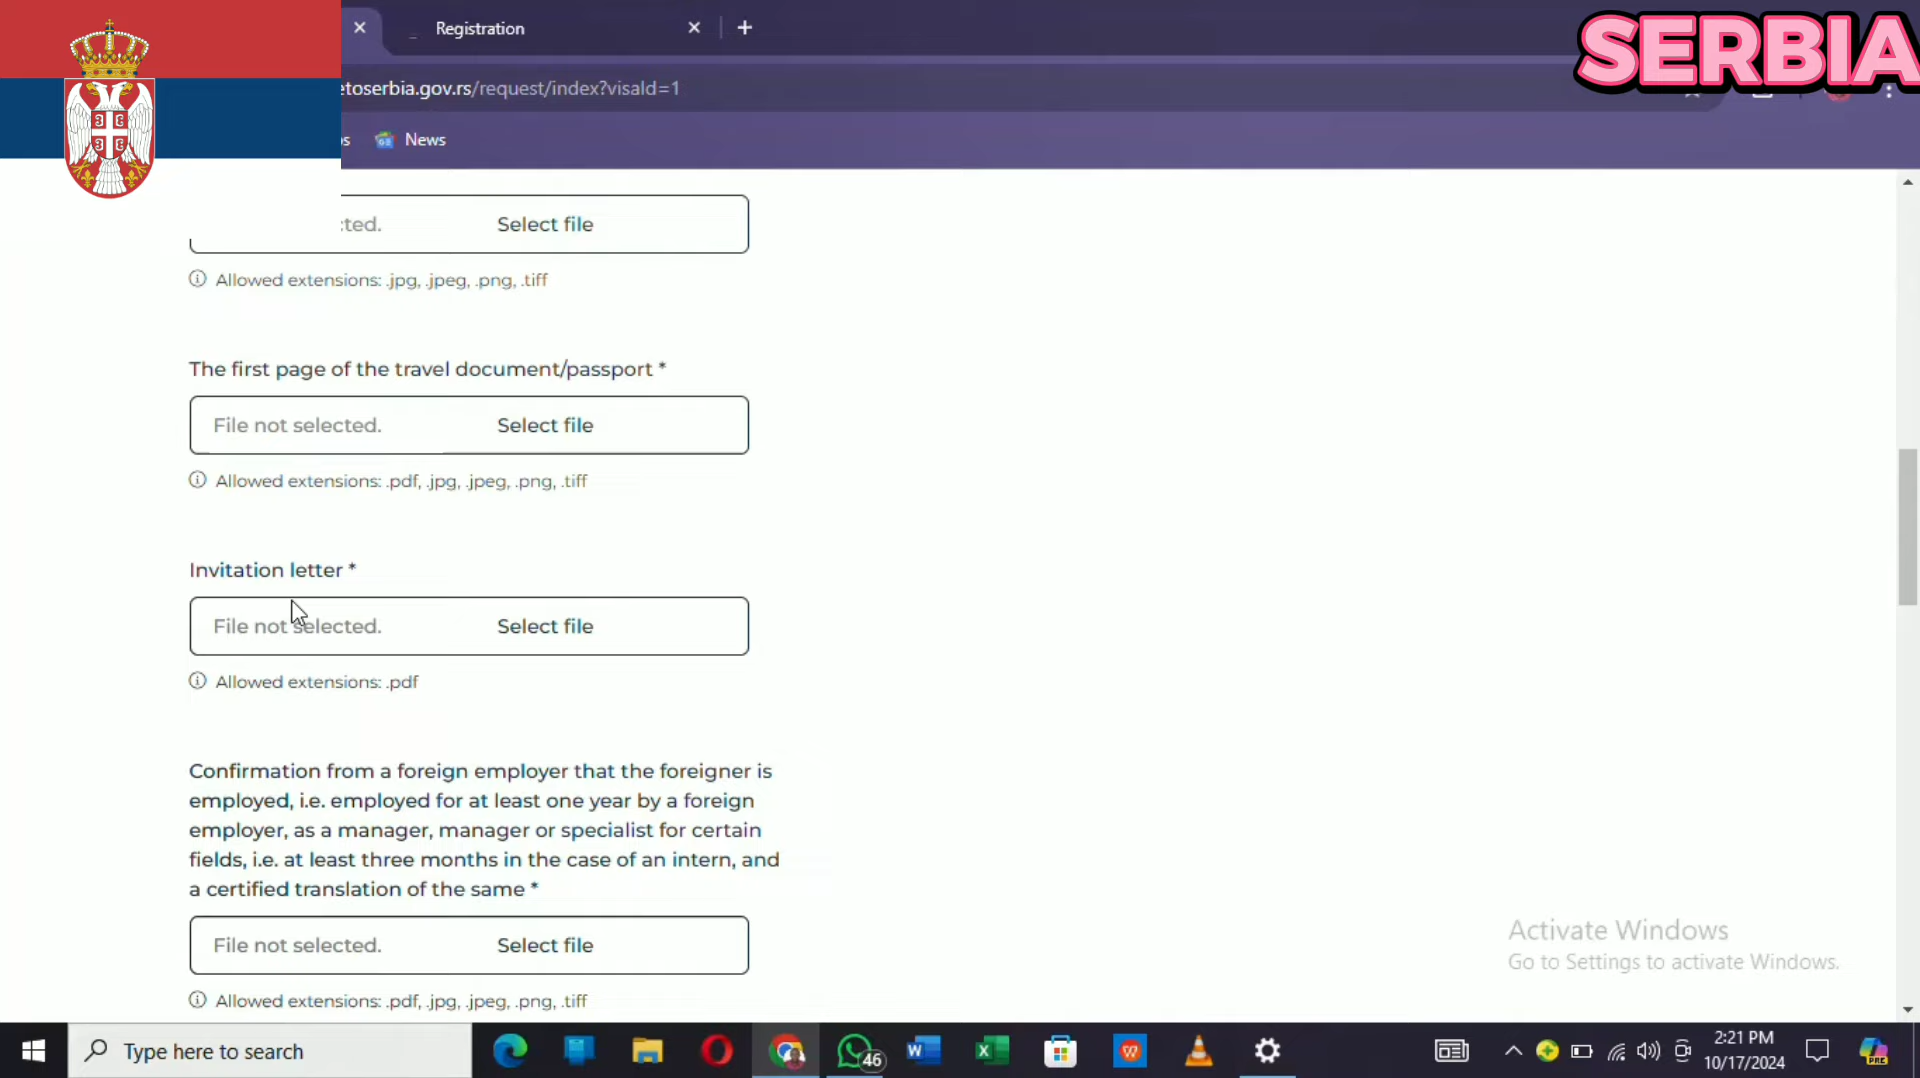 Registration
SERBIA
etoserbia.gov.rs/request/index?visaId=1
News
cted.
Select file
Allowed extensions: .jpg, .jpeg, .png, .tiff
The first page of the travel document/passport *
File not selected.
Select file
Allowed extensions: .pdf, .jpg, .jpeg, .png, .tiff
Invitation letter *
File not selected.
Select file
Allowed extensions: .pdf
Confirmation from a foreign employer that the foreigner is
employed, i.e. employed for at least one year by a foreign
employer, as a manager, manager or specialist for certain
fields, i.e. at least three months in the case of an intern, and
a certified translation of the same *
File not selected.
Select file
Allowed extensions: .pdf, .jpg, .jpeg, .png, .tiff
Activate Windows
Go to Settings to activate Windows.
Type here to search
46
2:21 PM
10/17/2024